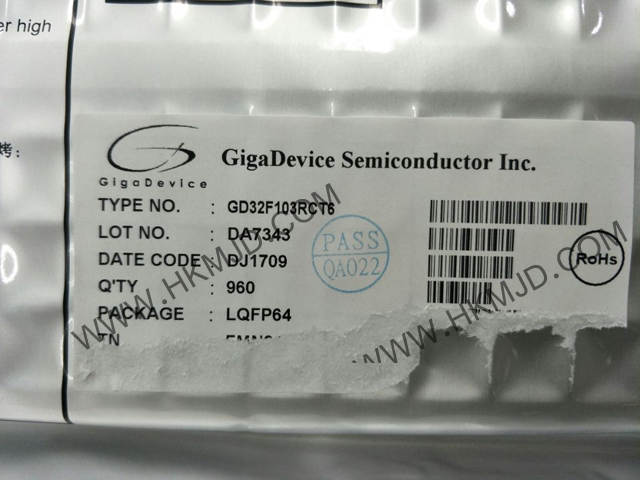 er high
烤：
GigaDevice
GigaDevice Semiconductor Inc.
TYPE NO. : GD32F103RCT6
LOT NO. : DA7343
DATE CODE : DJ1709
Q'TY : 960
PACKAGE : LQFP64
PASS
QA022
RoHS
WWW.HKMJD.COM
WWW.HKMJD.COM